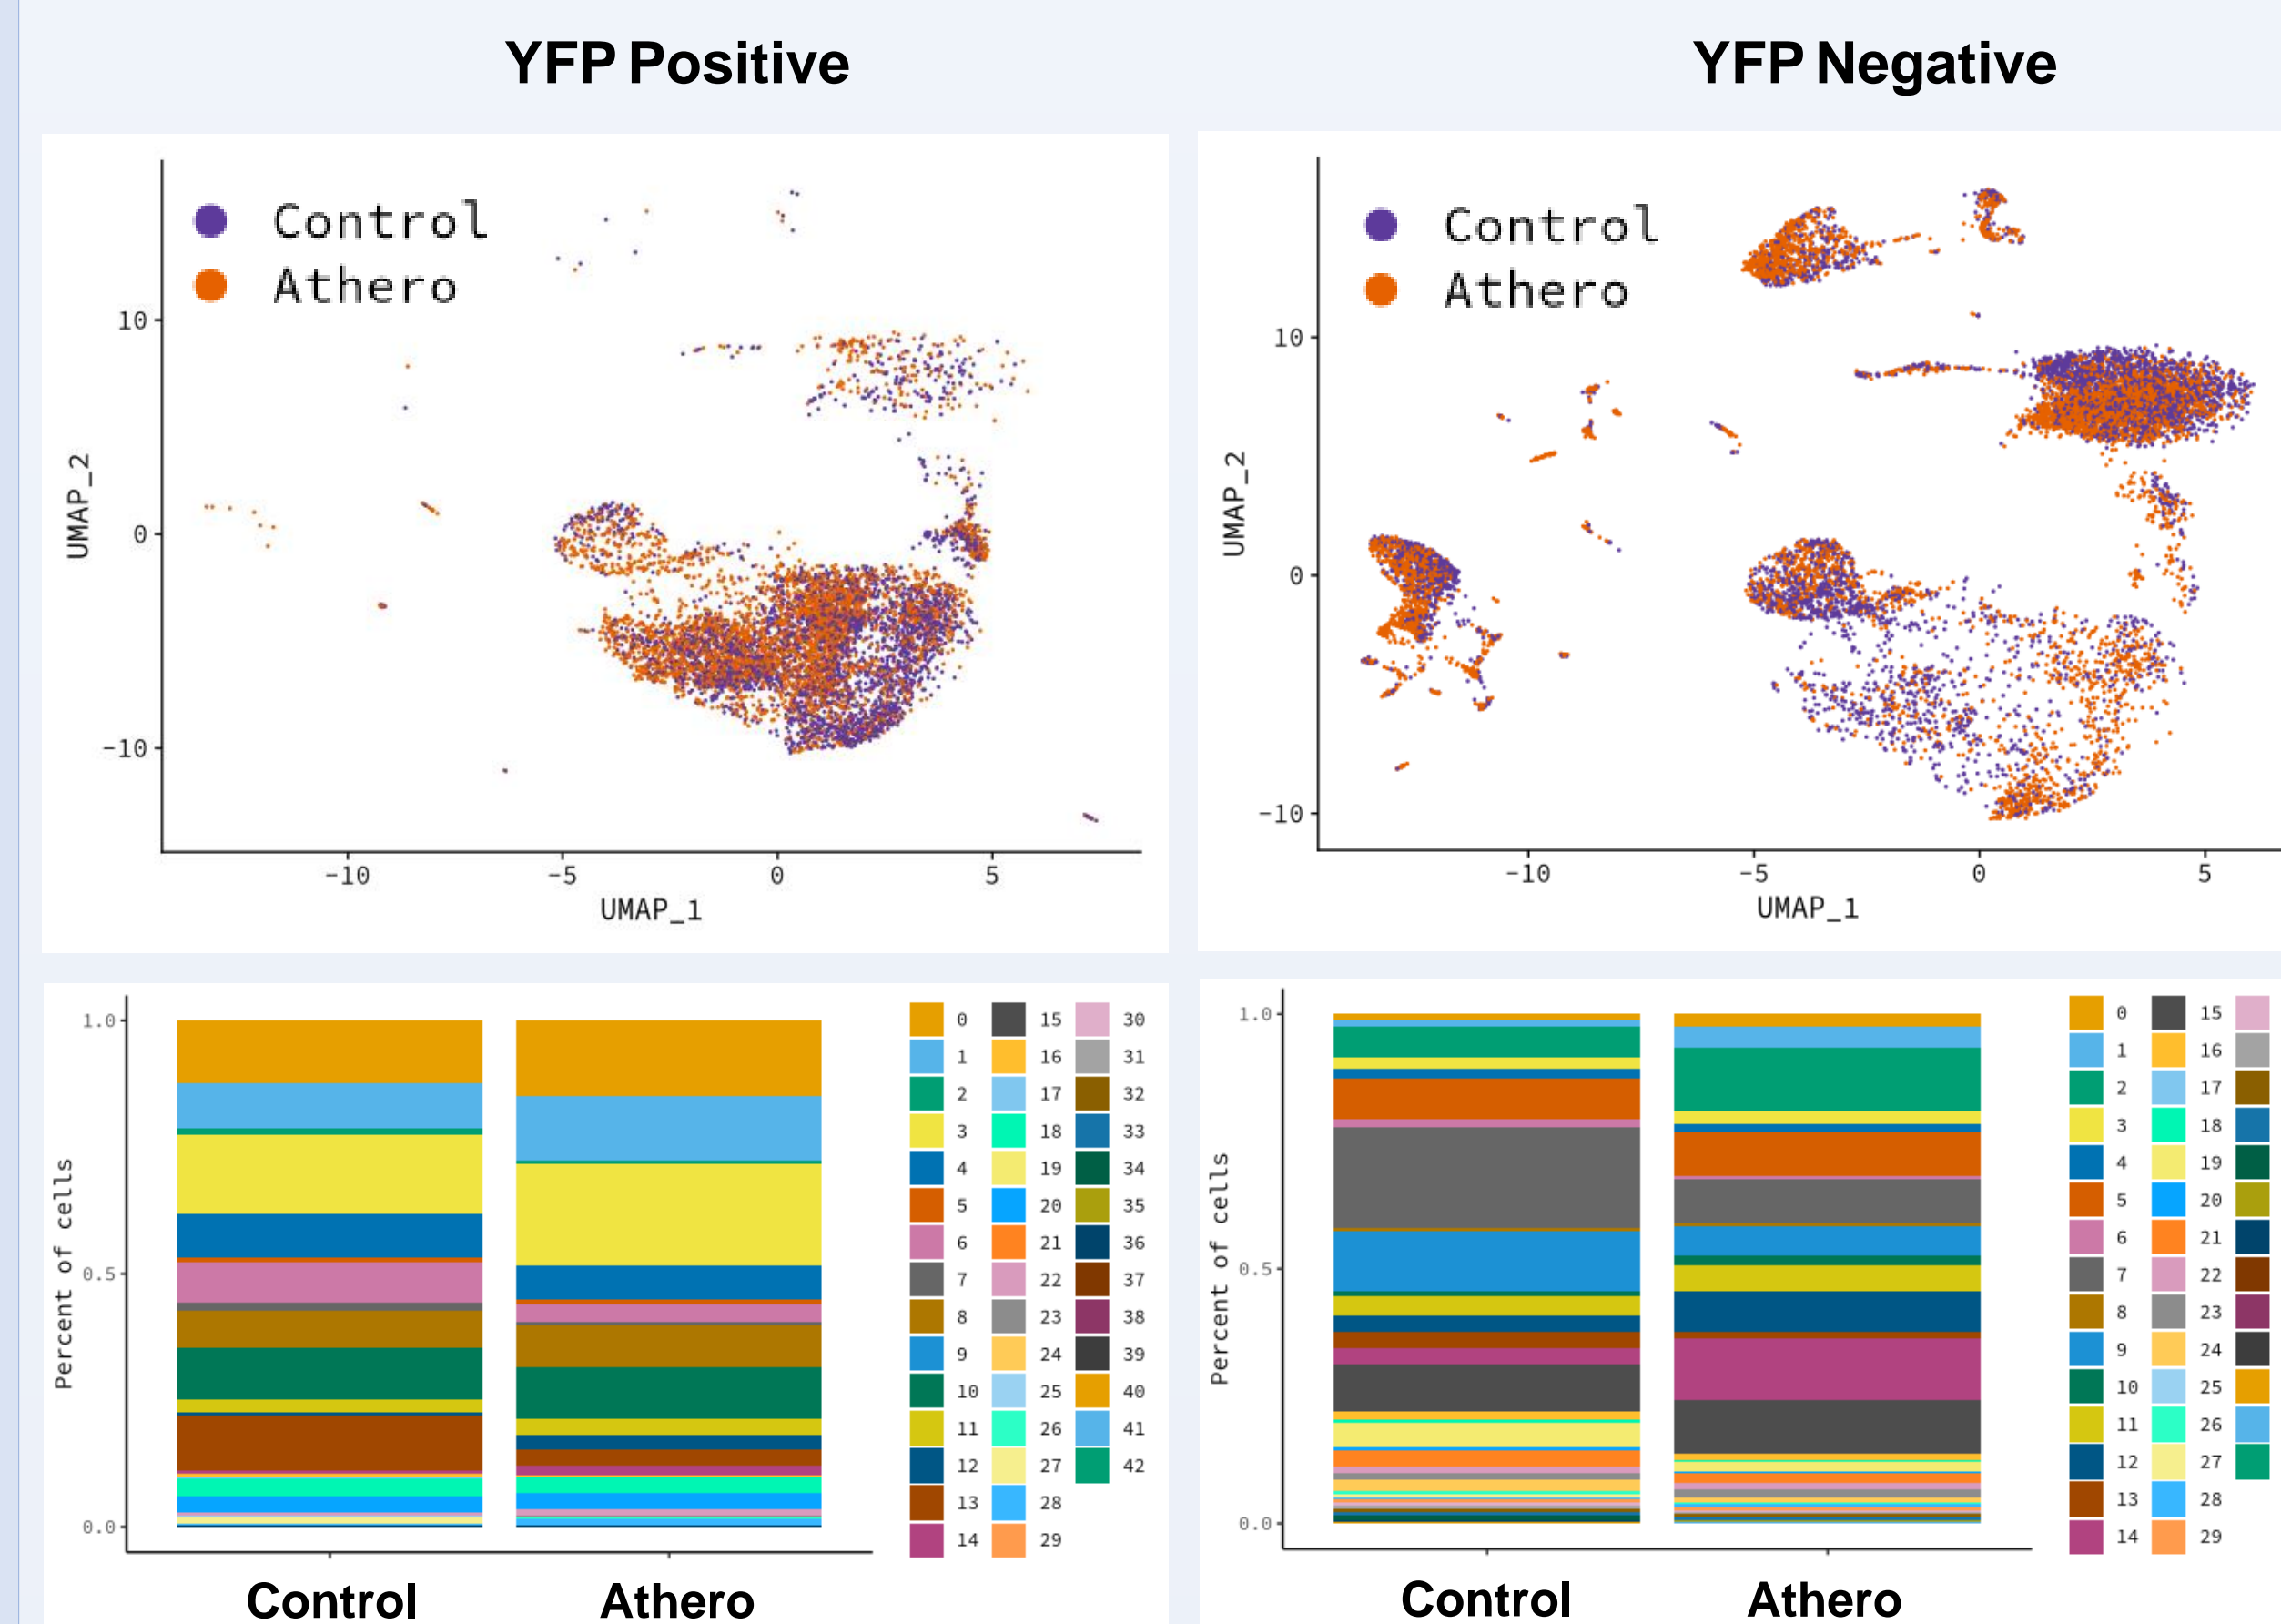 YFP Positive
YFP Negative
Control
Athero
10
0
−10
UMAP_2
−10
−5
0
5
UMAP_1
Control
Athero
10
0
−10
UMAP_2
−10
−5
0
5
UMAP_1
1.0
0.5
0.0
Percent of cells
Control
Athero
0 15 30
1 16 31
2 17 32
3 18 33
4 19 34
5 20 35
6 21 36
7 22 37
8 23 38
9 24 39
10 25 40
11 26 41
12 27 42
13 28
14 29
1.0
0.5
0.0
Percent of cells
Control
Athero
0 15
1 16
2 17
3 18
4 19
5 20
6 21
7 22
8 23
9 24
10 25
11 26
12 27
13 28
14 29